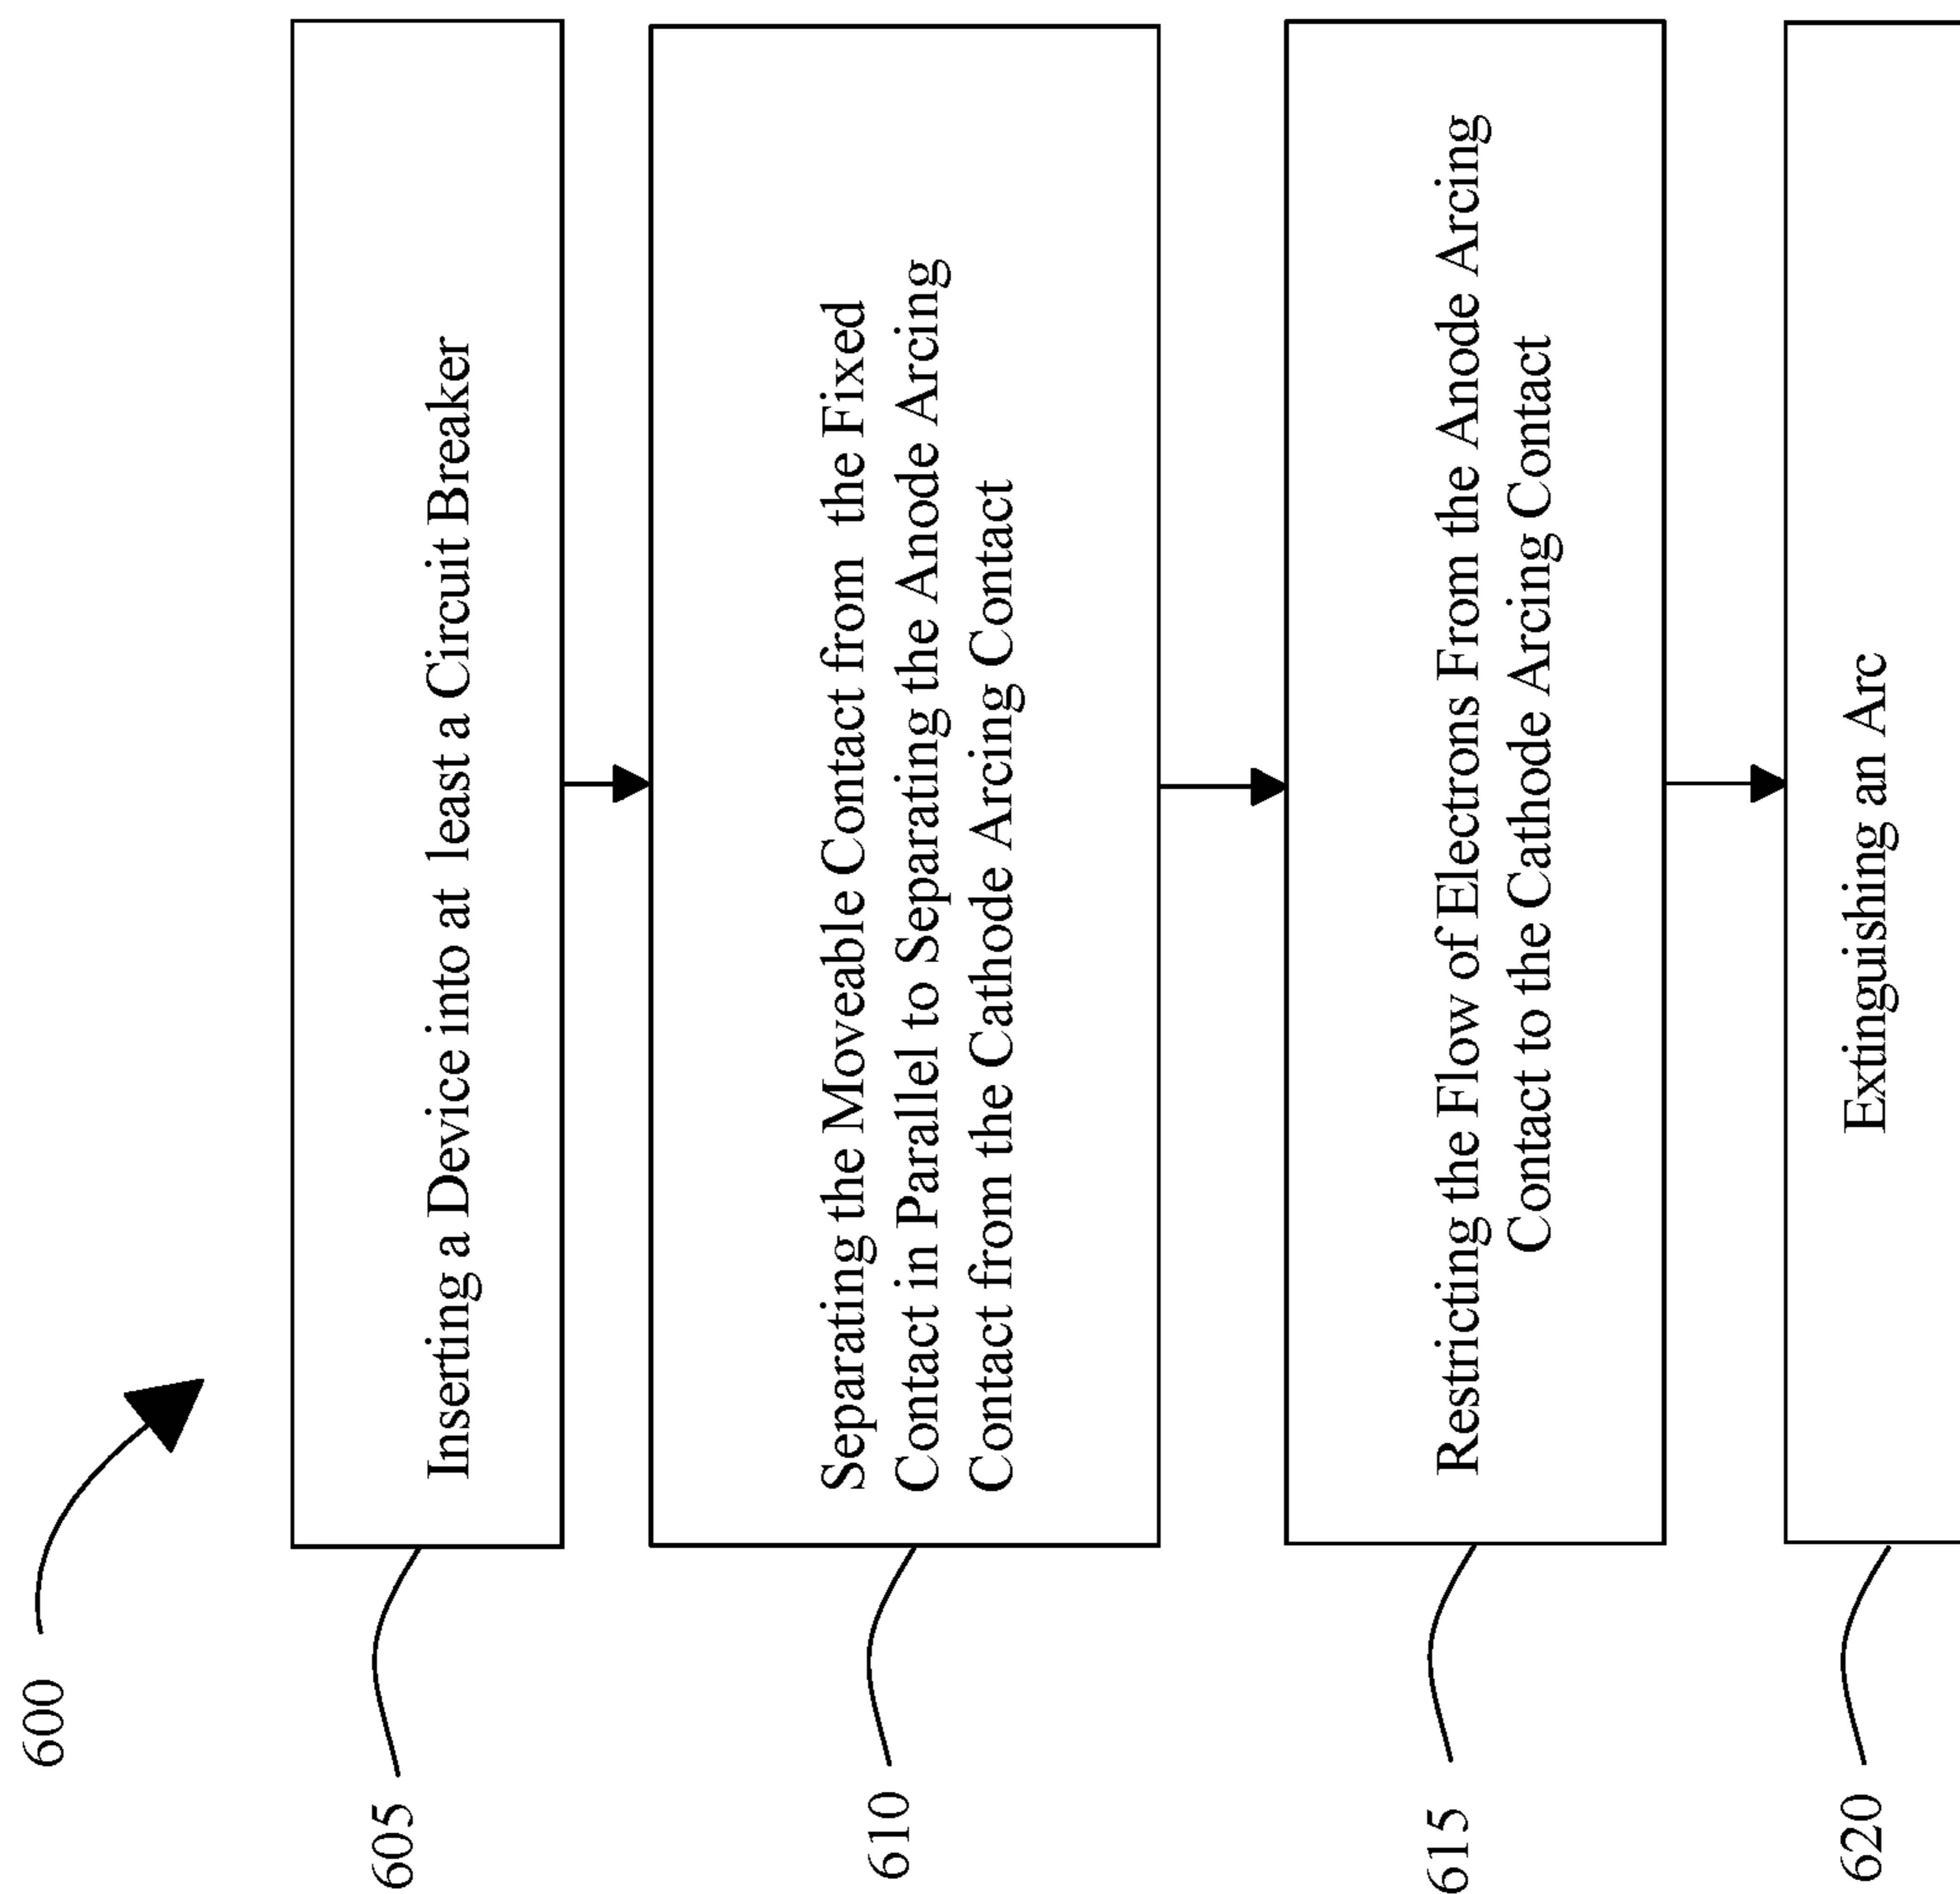 600
605
Inserting a Device into at least a Circuit Breaker
610
Separating the Moveable Contact from the Fixed
Contact in Parallel to Separating the Anode Arcing
Contact from the Cathode Arcing Contact
615
Restricting the Flow of Electrons From the Anode Arcing
Contact to the Cathode Arcing Contact
620
Extinguishing an Arc